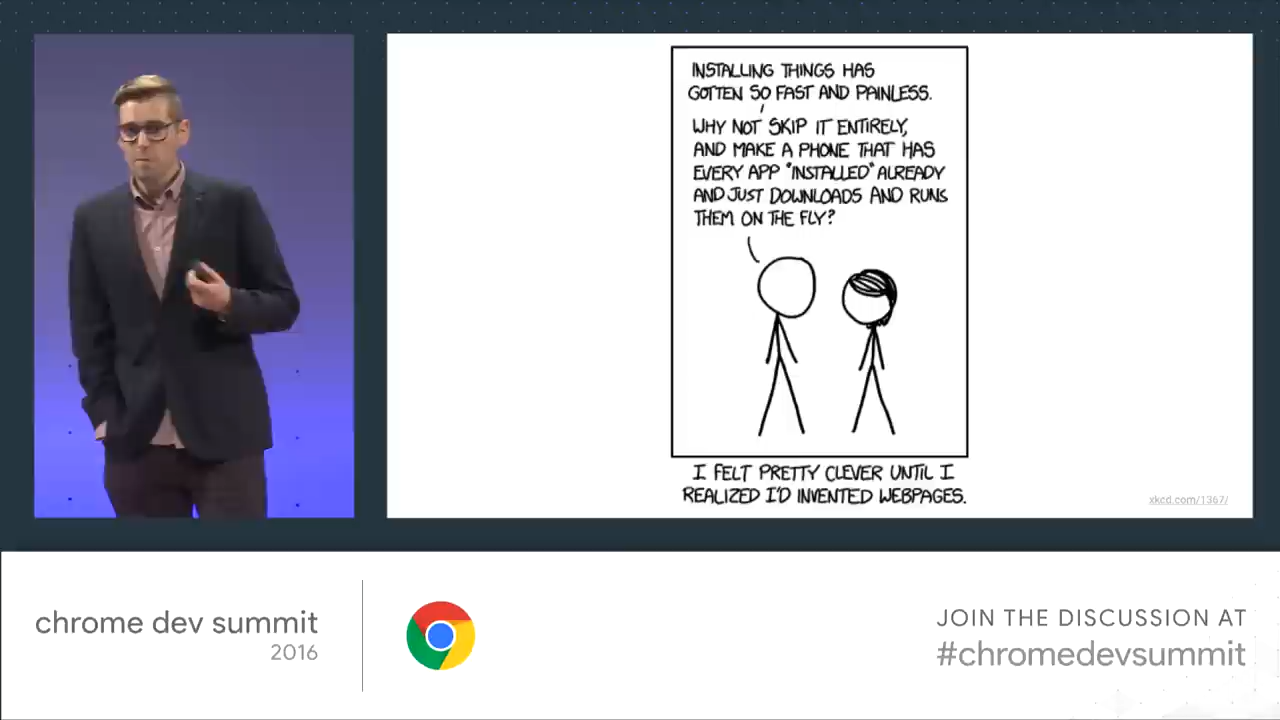 INSTALLING THINGS HAS
GOTTEN SO FAST AND PAINLESS.
WHY NOT SKIP IT ENTIRELY,
AND MAKE A PHONE THAT HAS
EVERY APP "INSTALLED" ALREADY
AND JUST DOWNLOADS AND RUNS
THEM ON THE FLY?
I FELT PRETTY CLEVER UNTIL I
REALIZED I'D INVENTED WEBPAGES.
xkcd.com/1367/
chrome dev summit
2016
JOIN THE DISCUSSION AT
#chromedevsummit